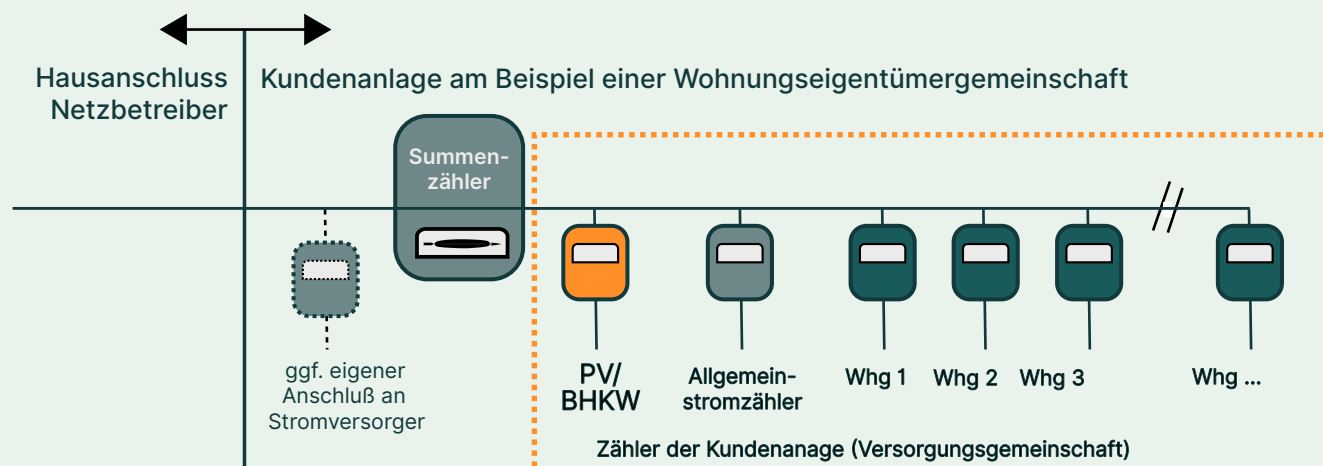 Hausanschluss
Netzbetreiber
Kundenanlage am Beispiel einer Wohnungseigentümergemeinschaft
Summen-
zähler
ggf. eigener
Anschluß an
Stromversorger
PV/
BHKW
Allgemein-
stromzähler
Whg 1
Whg 2
Whg 3
Whg ...
Zähler der Kundenanage (Versorgungsgemeinschaft)